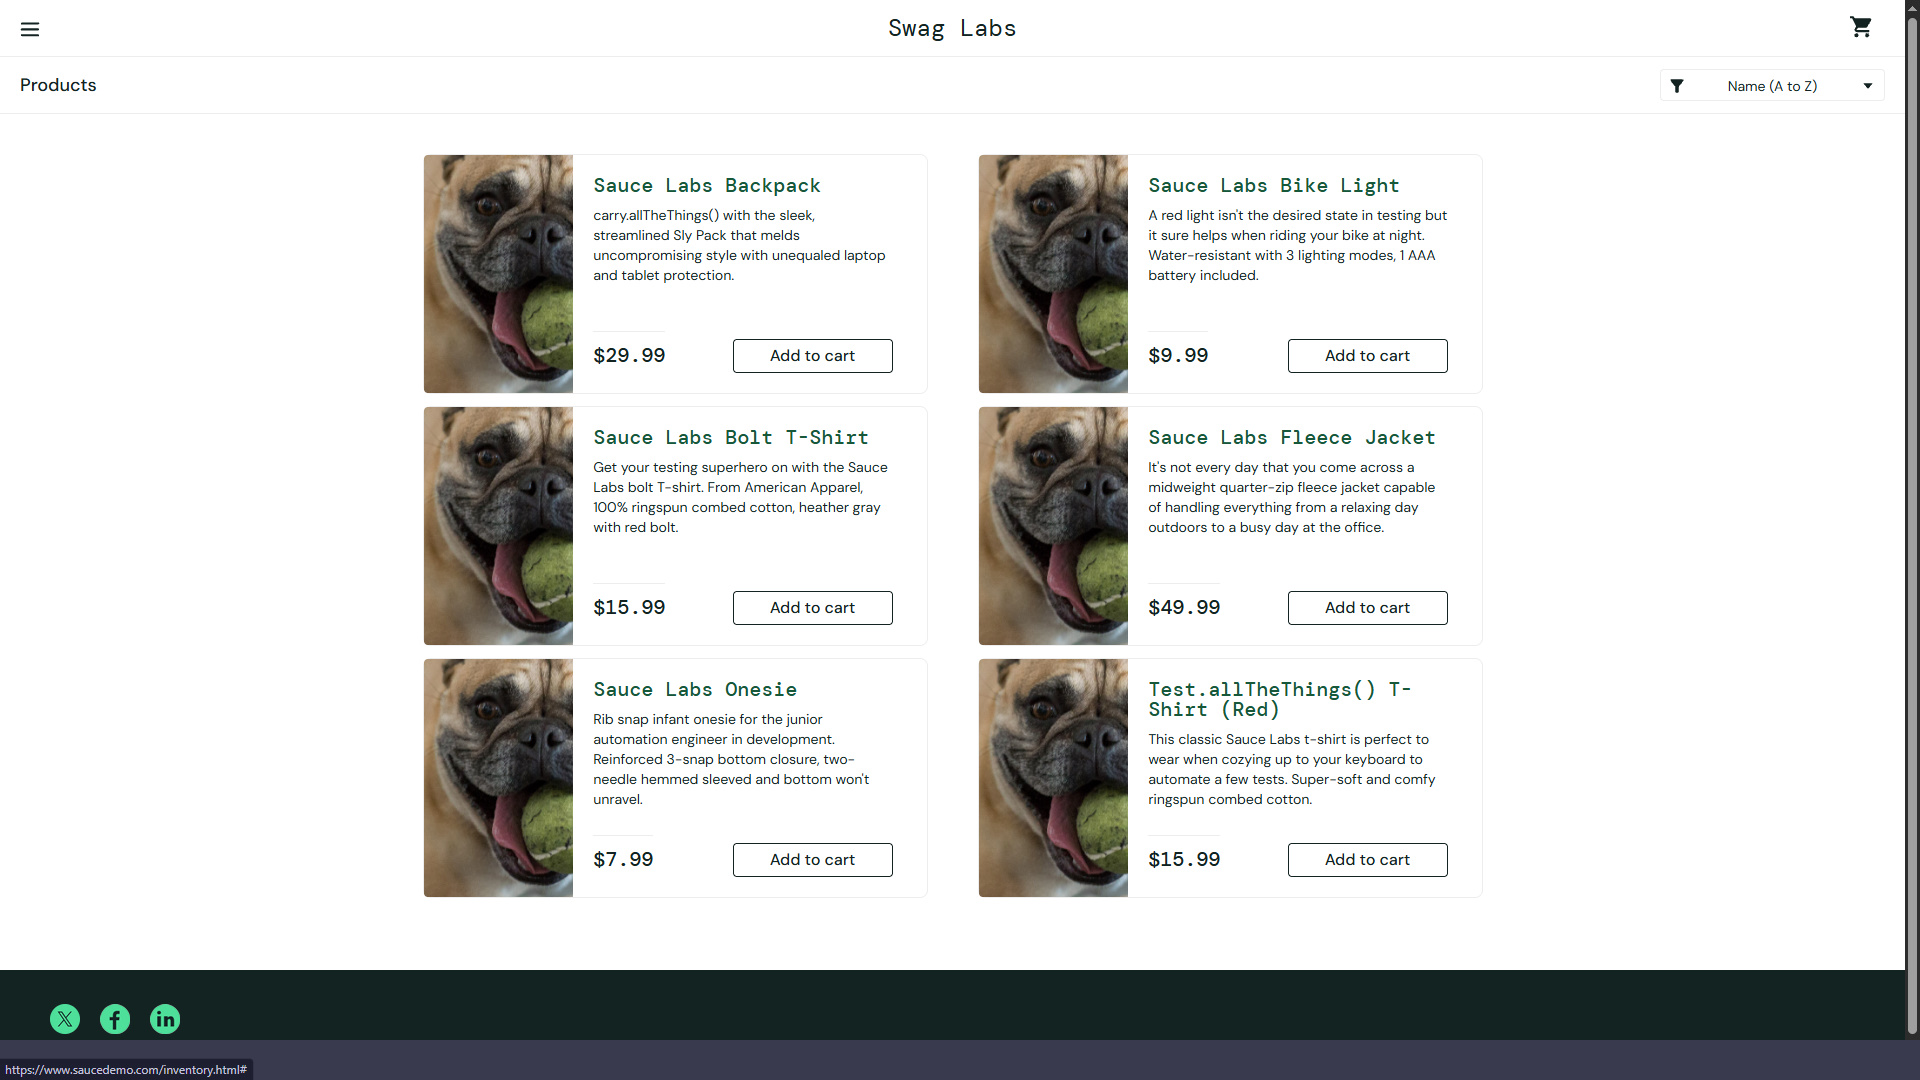 Swag Labs
Products
Name (A to Z)
Sauce Labs Backpack
carry.allTheThings() with the sleek,
streamlined Sly Pack that melds
uncompromising style with unequaled laptop
and tablet protection.
$29.99
Add to cart
Sauce Labs Bike Light
A red light isn't the desired state in testing but
it sure helps when riding your bike at night.
Water-resistant with 3 lighting modes, 1 AAA
battery included.
$9.99
Add to cart
Sauce Labs Bolt T-Shirt
Get your testing superhero on with the Sauce
Labs bolt T-shirt. From American Apparel,
100% ringspun combed cotton, heather gray
with red bolt.
$15.99
Add to cart
Sauce Labs Fleece Jacket
It's not every day that you come across a
midweight quarter-zip fleece jacket capable
of handling everything from a relaxing day
outdoors to a busy day at the office.
$49.99
Add to cart
Sauce Labs Onesie
Rib snap infant onesie for the junior
automation engineer in development.
Reinforced 3-snap bottom closure, two-
needle hemmed sleeved and bottom won't
unravel.
$7.99
Add to cart
Test.allTheThings() T-
Shirt (Red)
This classic Sauce Labs t-shirt is perfect to
wear when cozying up to your keyboard to
automate a few tests. Super-soft and comfy
ringspun combed cotton.
$15.99
Add to cart
https://www.saucedemo.com/inventory.html#